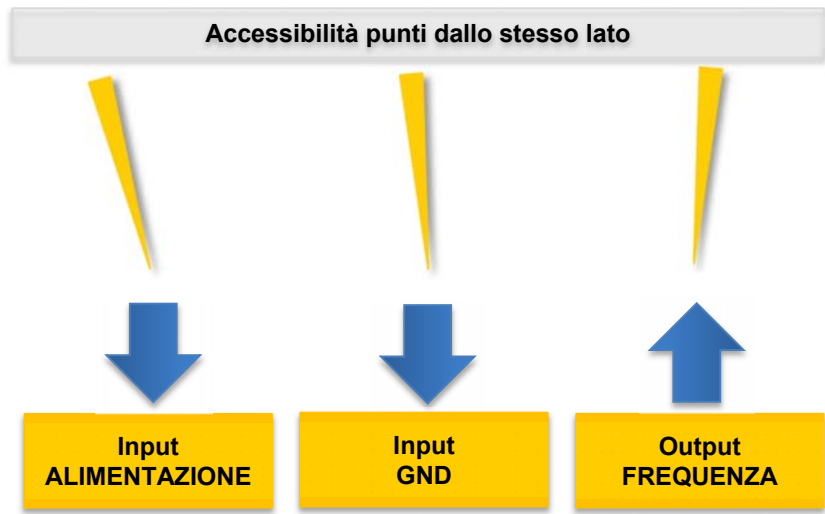 Accessibilità punti dallo stesso lato
Input
ALIMENTAZIONE
Input
GND
Output
FREQUENZA